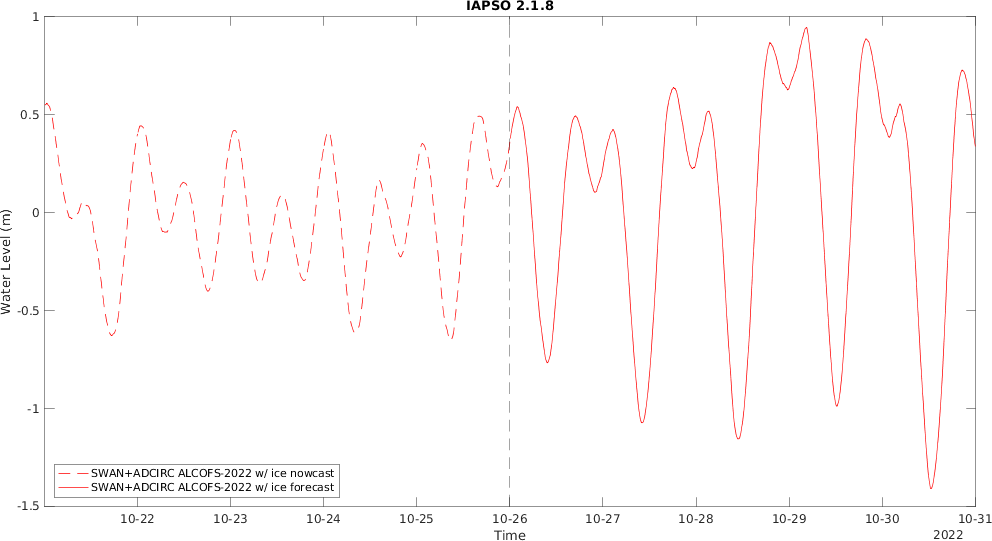 IAPSO 2.1.8
1
0.5
0
-0.5
-1
-1.5
Water Level (m)
SWAN+ADCIRC ALCOFS-2022 w/ ice nowcast
SWAN+ADCIRC ALCOFS-2022 w/ ice forecast
10-22 10-23 10-24 10-25 10-26 10-27 10-28 10-29 10-30 10-31
Time
2022